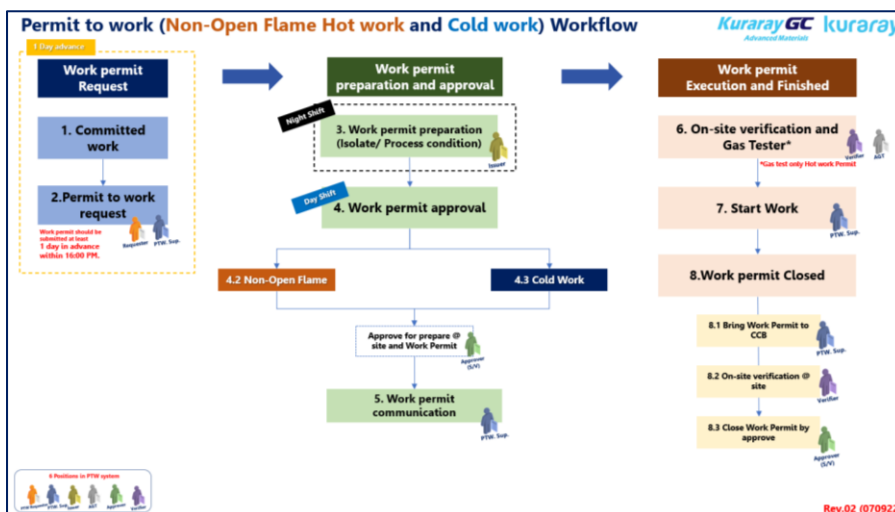 Permit to work (Non-Open Flame Hot work and Cold work) Workflow
Kuraray GC
Advanced Materials
kuraray
1 Day advance
Work permit
Request
1. Committed
work
2.Permit to work
request
Work permit should be
submitted at least
1 day in advance
within 16:00 PM.
Requester
PTW. Sup.
Work permit
preparation and approval
Night Shift
3. Work permit preparation
(Isolate/ Process condition)
Issuer
Day Shift
4. Work permit approval
4.2 Non-Open Flame
4.3 Cold Work
Approve for prepare @
site and Work Permit
Approver
(S/V)
5. Work permit
communication
PTW. Sup.
Work permit
Execution and Finished
6. On-site verification and
Gas Tester*
Verifier
AGT
*Gas test only Hot work Permit
7. Start Work
PTW. Sup.
8.Work permit Closed
8.1 Bring Work Permit to
CCB
PTW. Sup.
8.2 On-site verification @
site
Verifier
8.3 Close Work Permit by
approve
Approver
(S/V)
6 Positions in PTW system
PTW. Sup.
Issuer
AGT
Approver
Verifier
Rev.02 (07092